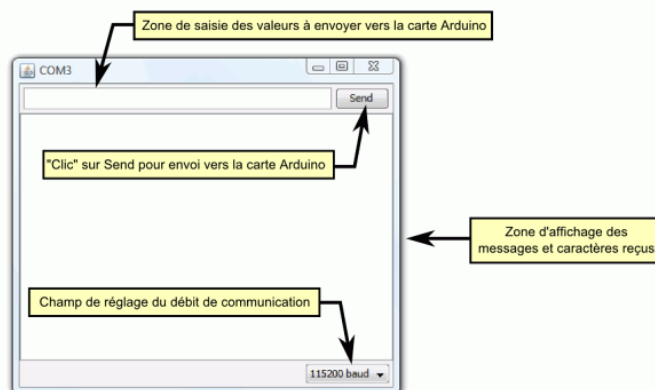 Zone de saisie des valeurs à envoyer vers la carte Arduino
COM3
Send
"Clic" sur Send pour envoi vers la carte Arduino
Zone d'affichage des
messages et caractères reçus
Champ de réglage du débit de communication
115200 baud